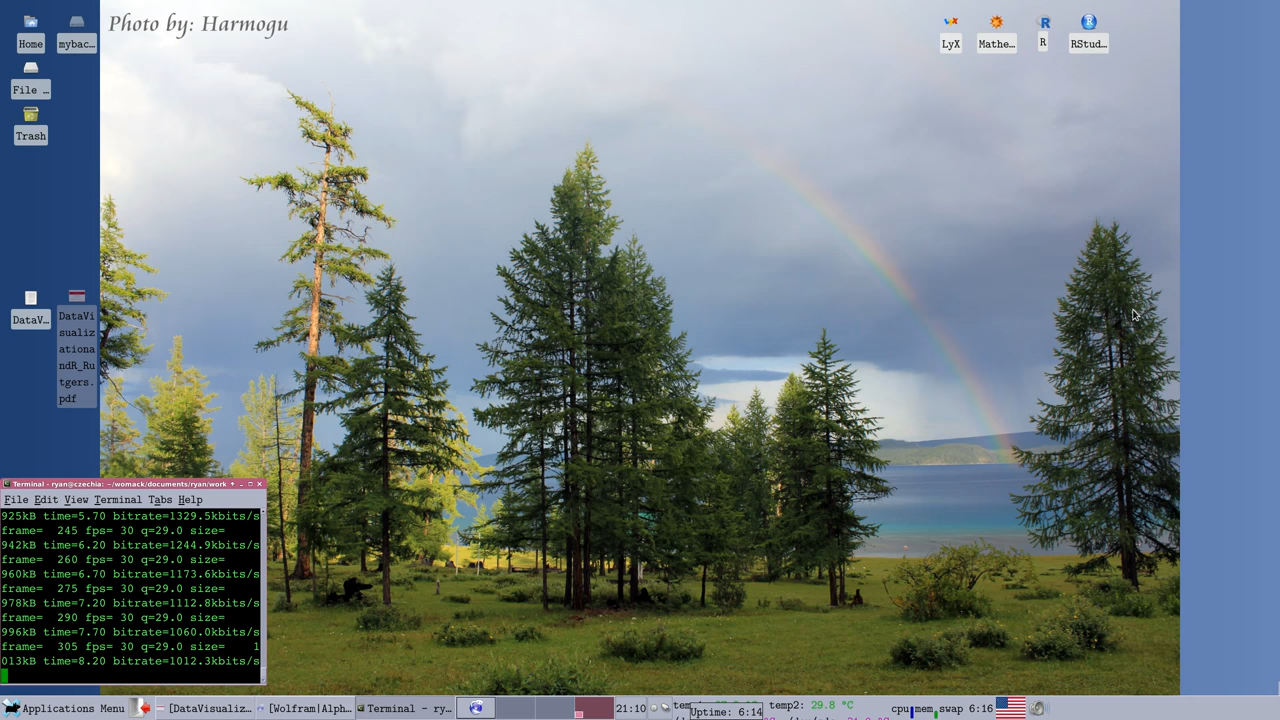 Photo by: Harmogu
Home
mybac…
File …
Trash
LyX
Mathe…
R
RStud…
DataV…
DataVi
sualiz
ationa
ndR_Ru
tgers.
pdf
Terminal - ryan@czechia: ~/womack/documents/ryan/work
File Edit View Terminal Tabs Help
925kB time=5.70 bitrate=1329.5kbits/s
frame=  245 fps= 30 q=29.0 size=
942kB time=6.20 bitrate=1244.9kbits/s
frame=  260 fps= 30 q=29.0 size=
960kB time=6.70 bitrate=1173.6kbits/s
frame=  275 fps= 30 q=29.0 size=
978kB time=7.20 bitrate=1112.8kbits/s
frame=  290 fps= 30 q=29.0 size=
996kB time=7.70 bitrate=1060.0kbits/s
frame=  305 fps= 30 q=29.0 size=    1
013kB time=8.20 bitrate=1012.3kbits/s
Applications Menu [DataVisualiz… [Wolfram|Alph… Terminal - ry… 21:10 Uptime: 6:14 temp2: 29.8 °C cpu mem swap 6:16